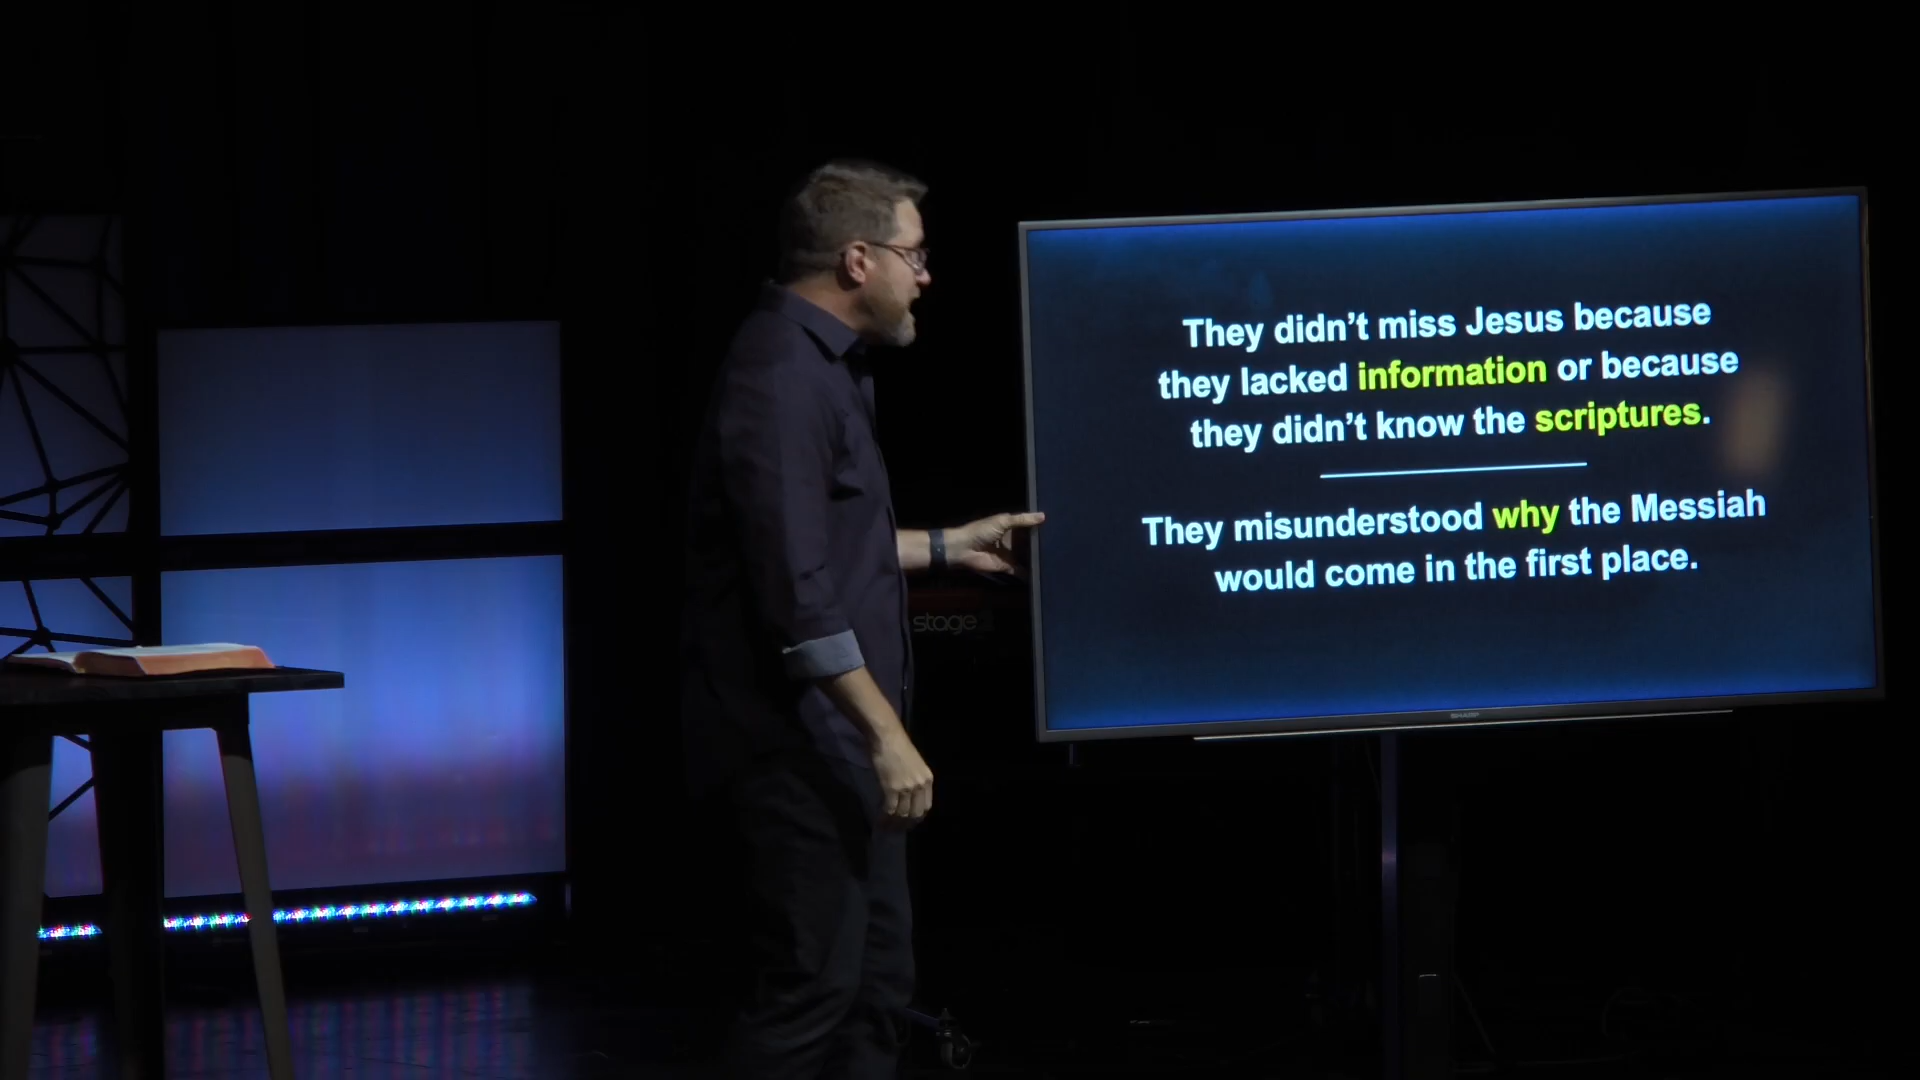 They didn't miss Jesus because
they lacked information or because
they didn't know the scriptures.
They misunderstood why the Messiah
would come in the first place.
stage
SHARP